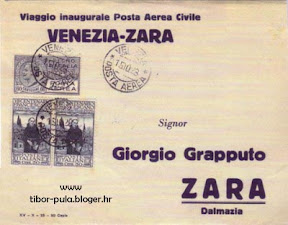 Viaggio inaugurale Posta Aerea Civile
VENEZIA-ZARA
VENEZIA
POSTA AEREA
Signor
Giorgio Grapputo
ZARA
Dalmazia
www
tibor-pula.bloger.hr